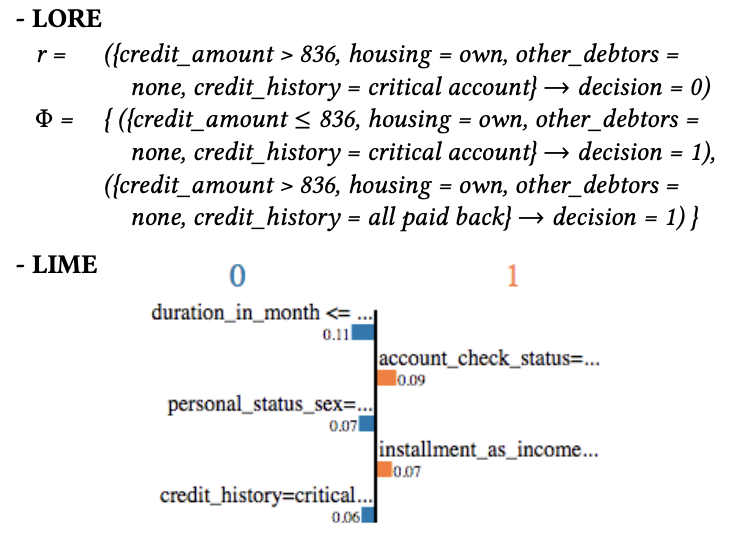 - LORE
r = ({credit_amount > 836, housing = own, other_debtors =
none, credit_history = critical account} → decision = 0)
Φ = { ({credit_amount ≤ 836, housing = own, other_debtors =
none, credit_history = critical account} → decision = 1),
({credit_amount > 836, housing = own, other_debtors =
none, credit_history = all paid back} → decision = 1) }
- LIME
0 1
duration_in_month <= ...
0.11
account_check_status=...
0.09
personal_status_sex=...
0.07
installment_as_income...
0.07
credit_history=critical...
0.06